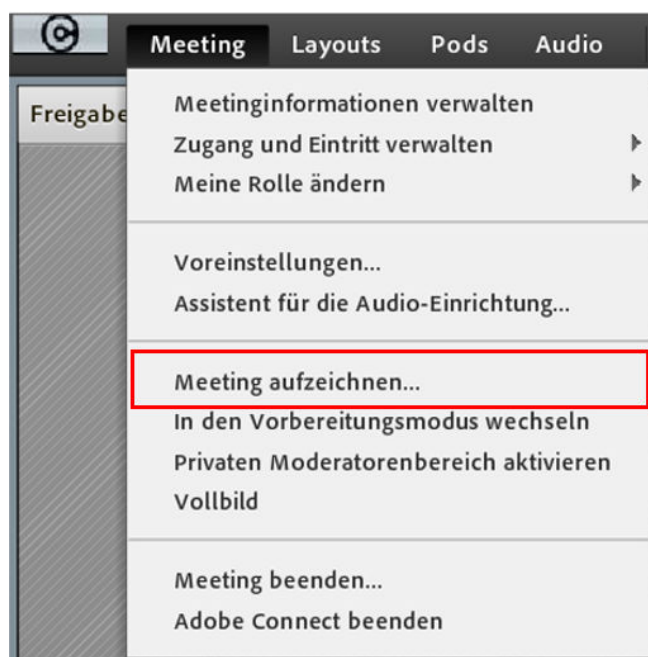 Meeting Layouts Pods Audio
Freigabe
Meetinginformationen verwalten
Zugang und Eintritt verwalten
Meine Rolle ändern
Voreinstellungen...
Assistent für die Audio-Einrichtung...
Meeting aufzeichnen...
In den Vorbereitungsmodus wechseln
Privaten Moderatorenbereich aktivieren
Vollbild
Meeting beenden...
Adobe Connect beenden